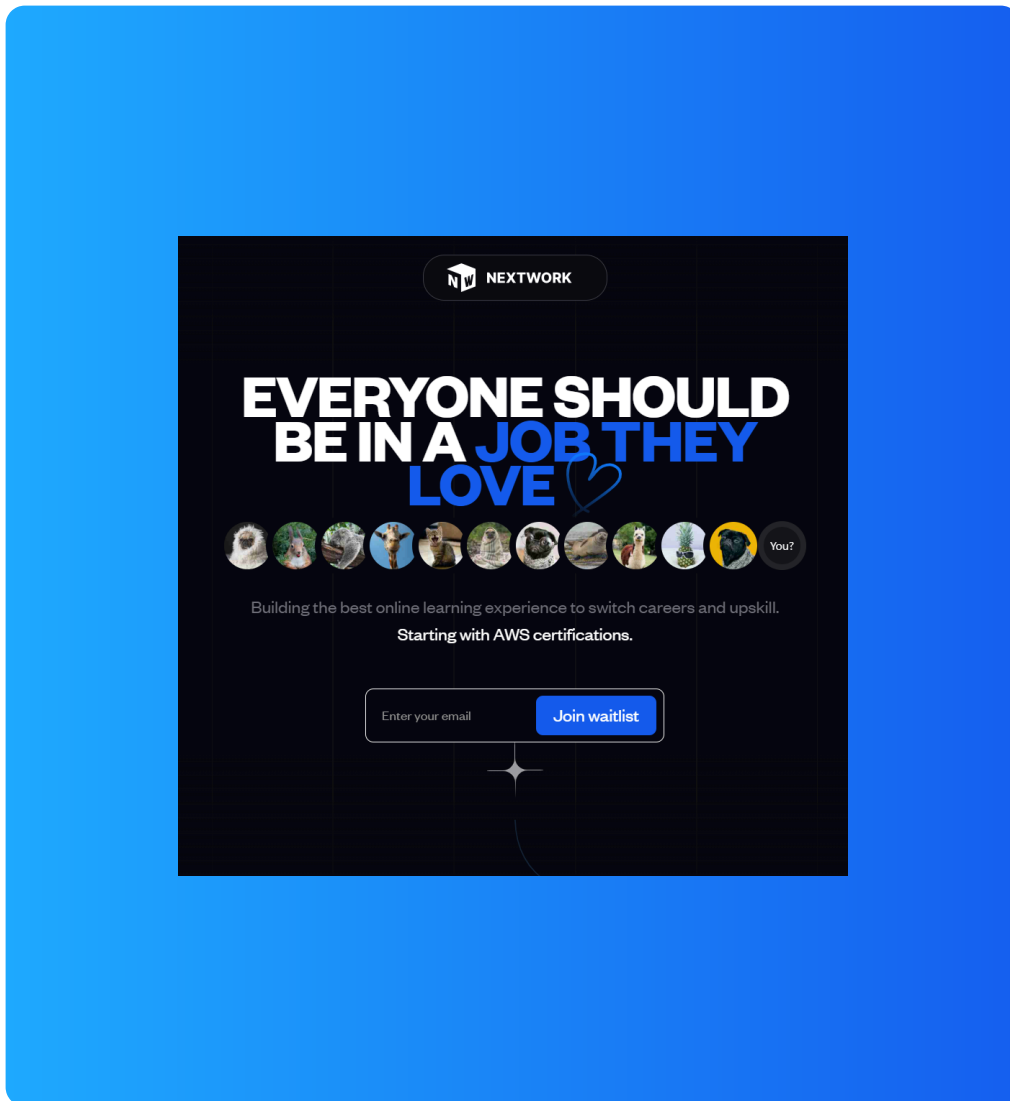 NW NEXTWORK
EVERYONE SHOULD
BE IN A JOB THEY
LOVE
You?
Building the best online learning experience to switch careers and upskill.
Starting with AWS certifications.
Enter your email Join waitlist